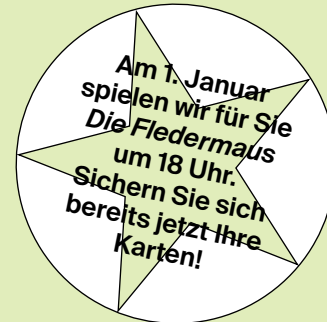 Am 1. Januar
spielen wir für Sie
Die Fledermaus
um 18 Uhr.
Sichern Sie sich
bereits jetzt Ihre
Karten!